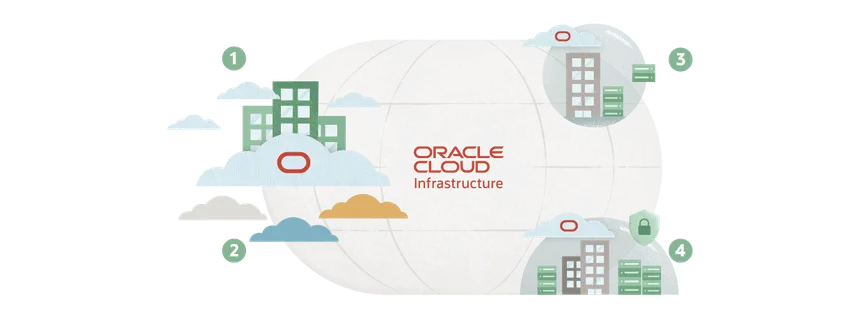 1
3
ORACLE
CLOUD
Infrastructure
2
4